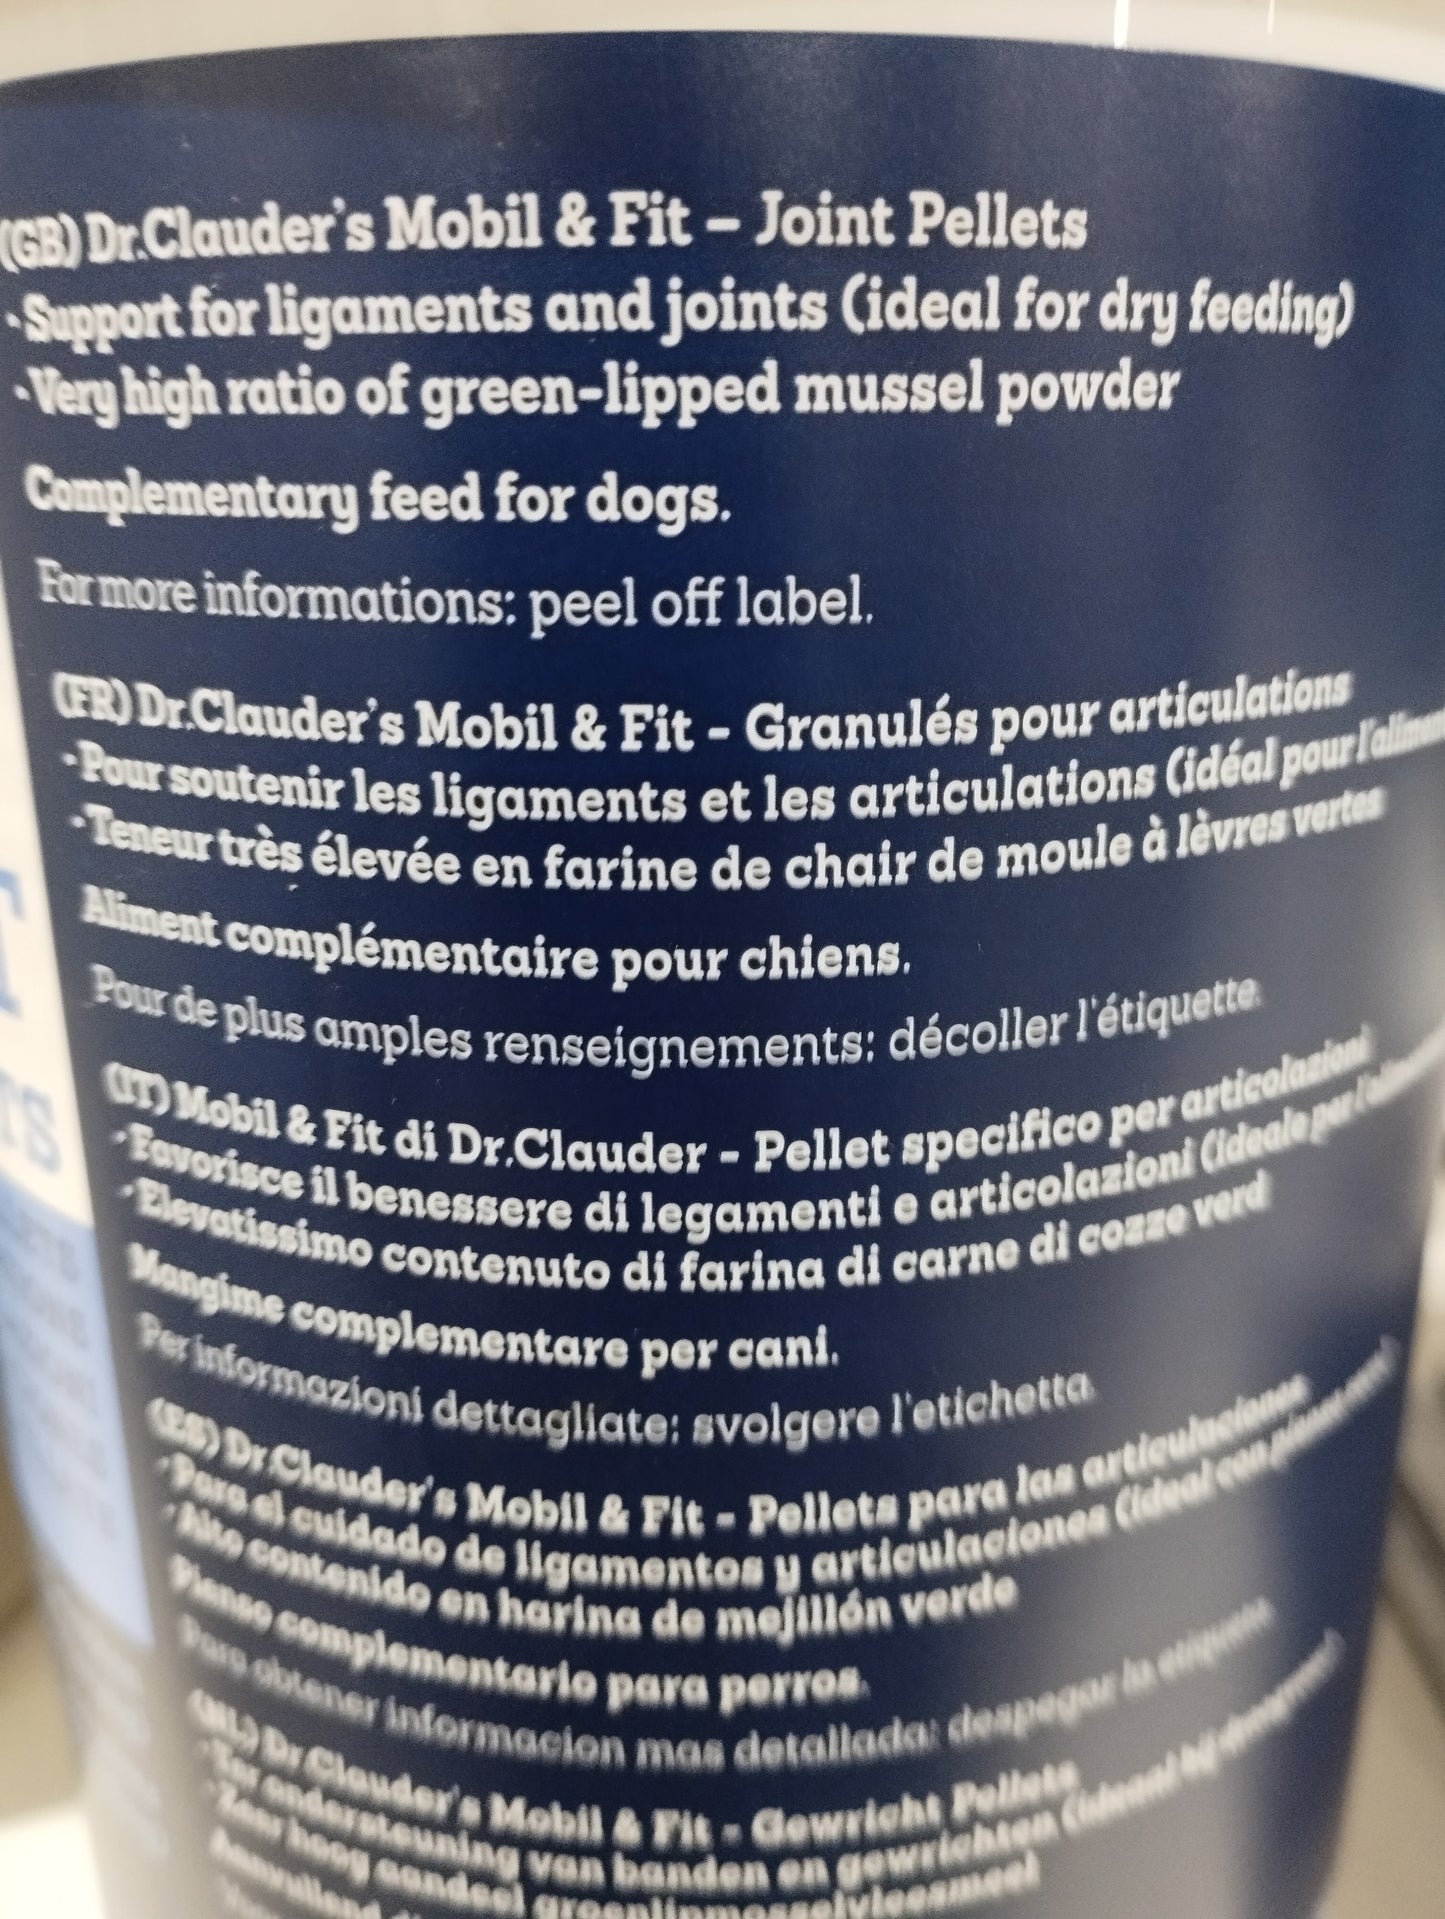 (GB) Dr.Clauder's Mobil & Fit – Joint Pellets
• Support for ligaments and joints (ideal for dry feeding)
• Very high ratio of green-lipped mussel powder
Complementary feed for dogs.
For more informations: peel off label.
(FR) Dr.Clauder's Mobil & Fit - Granulés pour articulations
• Pour soutenir les ligaments et les articulations (idéal pour
• Teneur très élevée en farine de chair de moule à lèvres vertes
Aliment complémentaire pour chiens.
Pour de plus amples renseignements: décoller l'étiquette.
(IT) Mobil & Fit di Dr.Clauder - Pellet specifico per articolazioni
• Favorisce il benessere di legamenti e articolazioni (ideale per
• Elevatissimo contenuto di farina di carne di cozze verd
Mangime complementare per cani.
Per informazioni dettagliate: svolgere l'etichetta.
(ES) Dr.Clauder's Mobil & Fit - Pellets para las articulaciones
• Para el cuidado de ligamentos y articulaciones (ideal con
• Alto contenido en harina de mejillón verde
Pienso complementario para perros.
Para obtener informacion mas detallada: despegar la etiqueta.
(NL) Dr.Clauder's Mobil & Fit - Gewricht Pellets
• Ter ondersteuning van banden en gewrichten (ideaal bij
• Zeer hoog aandeel groenlipmosselvleesmeel